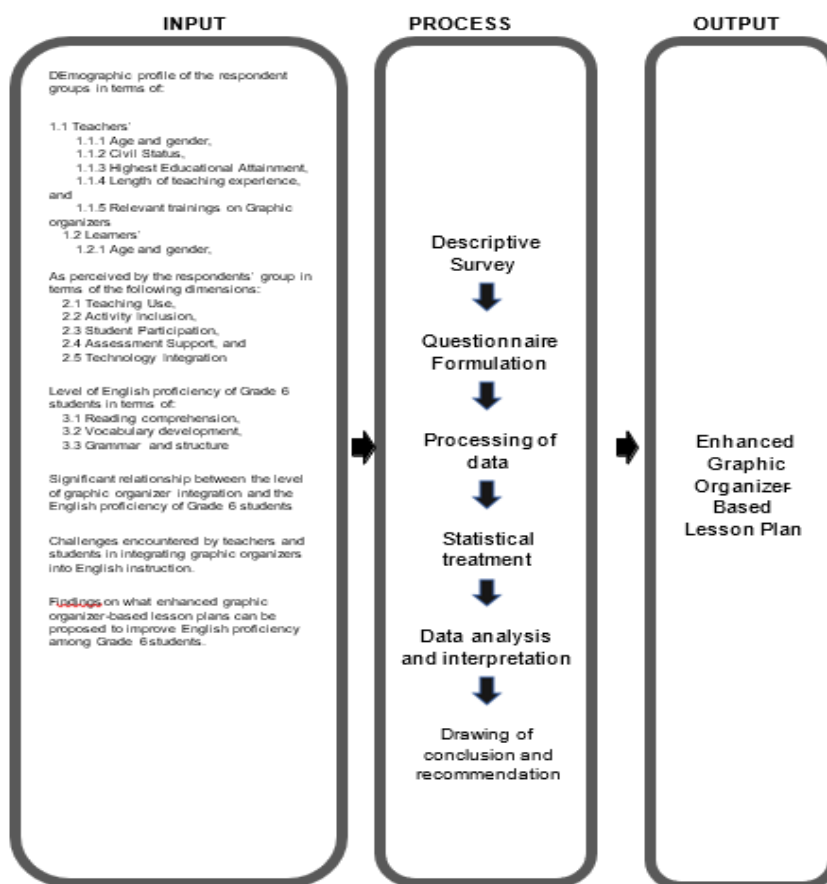 INPUT
DEmographic profile of the respondent
groups in terms of:
1.1 Teachers'
1.1.1 Age and gender,
1.1.2 Civil Status,
1.1.3 Highest Educational Attainment,
1.1.4 Length of teaching experience,
and
1.1.5 Relevant trainings on Graphic
organizers
1.2 Learners'
1.2.1 Age and gender,
As perceived by the respondents' group in
terms of the following dimensions:
2.1 Teaching Use,
2.2 Activity Inclusion,
2.3 Student Participation,
2.4 Assessment Support, and
2.5 Technology Integration
Level of English proficiency of Grade 6
students in terms of:
3.1 Reading comprehension,
3.2 Vocabulary development,
3.3 Grammar and structure
Significant relationship between the level
of graphic organizer integration and the
English proficiency of Grade 6 students
Challenges encountered by teachers and
students in integrating graphic organizers
into English instruction.
Findings on what enhanced graphic
organizer-based lesson plans can be
proposed to improve English proficiency
among Grade 6 students.
PROCESS
Descriptive
Survey
Questionnaire
Formulation
Processing of
data
Statistical
treatment
Data analysis
and interpretation
Drawing of
conclusion and
recommendation
OUTPUT
Enhanced
Graphic
Organizer-
Based
Lesson Plan